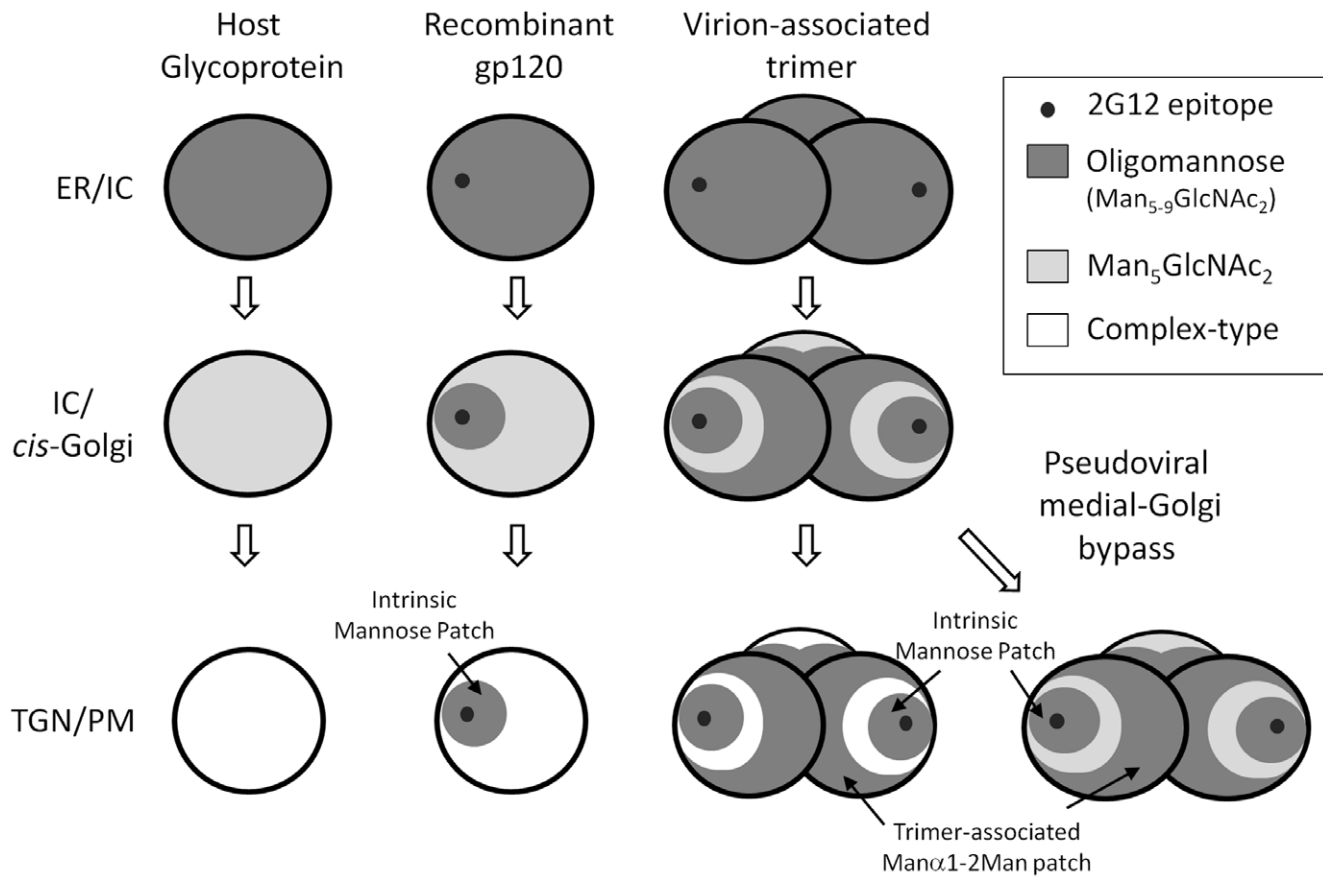 Host
Glycoprotein
Recombinant
gp120
Virion-associated
trimer
2G12 epitope
Oligomannose
(Man₅₋₉GlcNAc₂)
Man₅GlcNAc₂
Complex-type
ER/IC
IC/
cis-Golgi
Pseudoviral
medial-Golgi
bypass
Intrinsic
Mannose Patch
Intrinsic
Mannose Patch
TGN/PM
Trimer-associated
Manα1-2Man patch